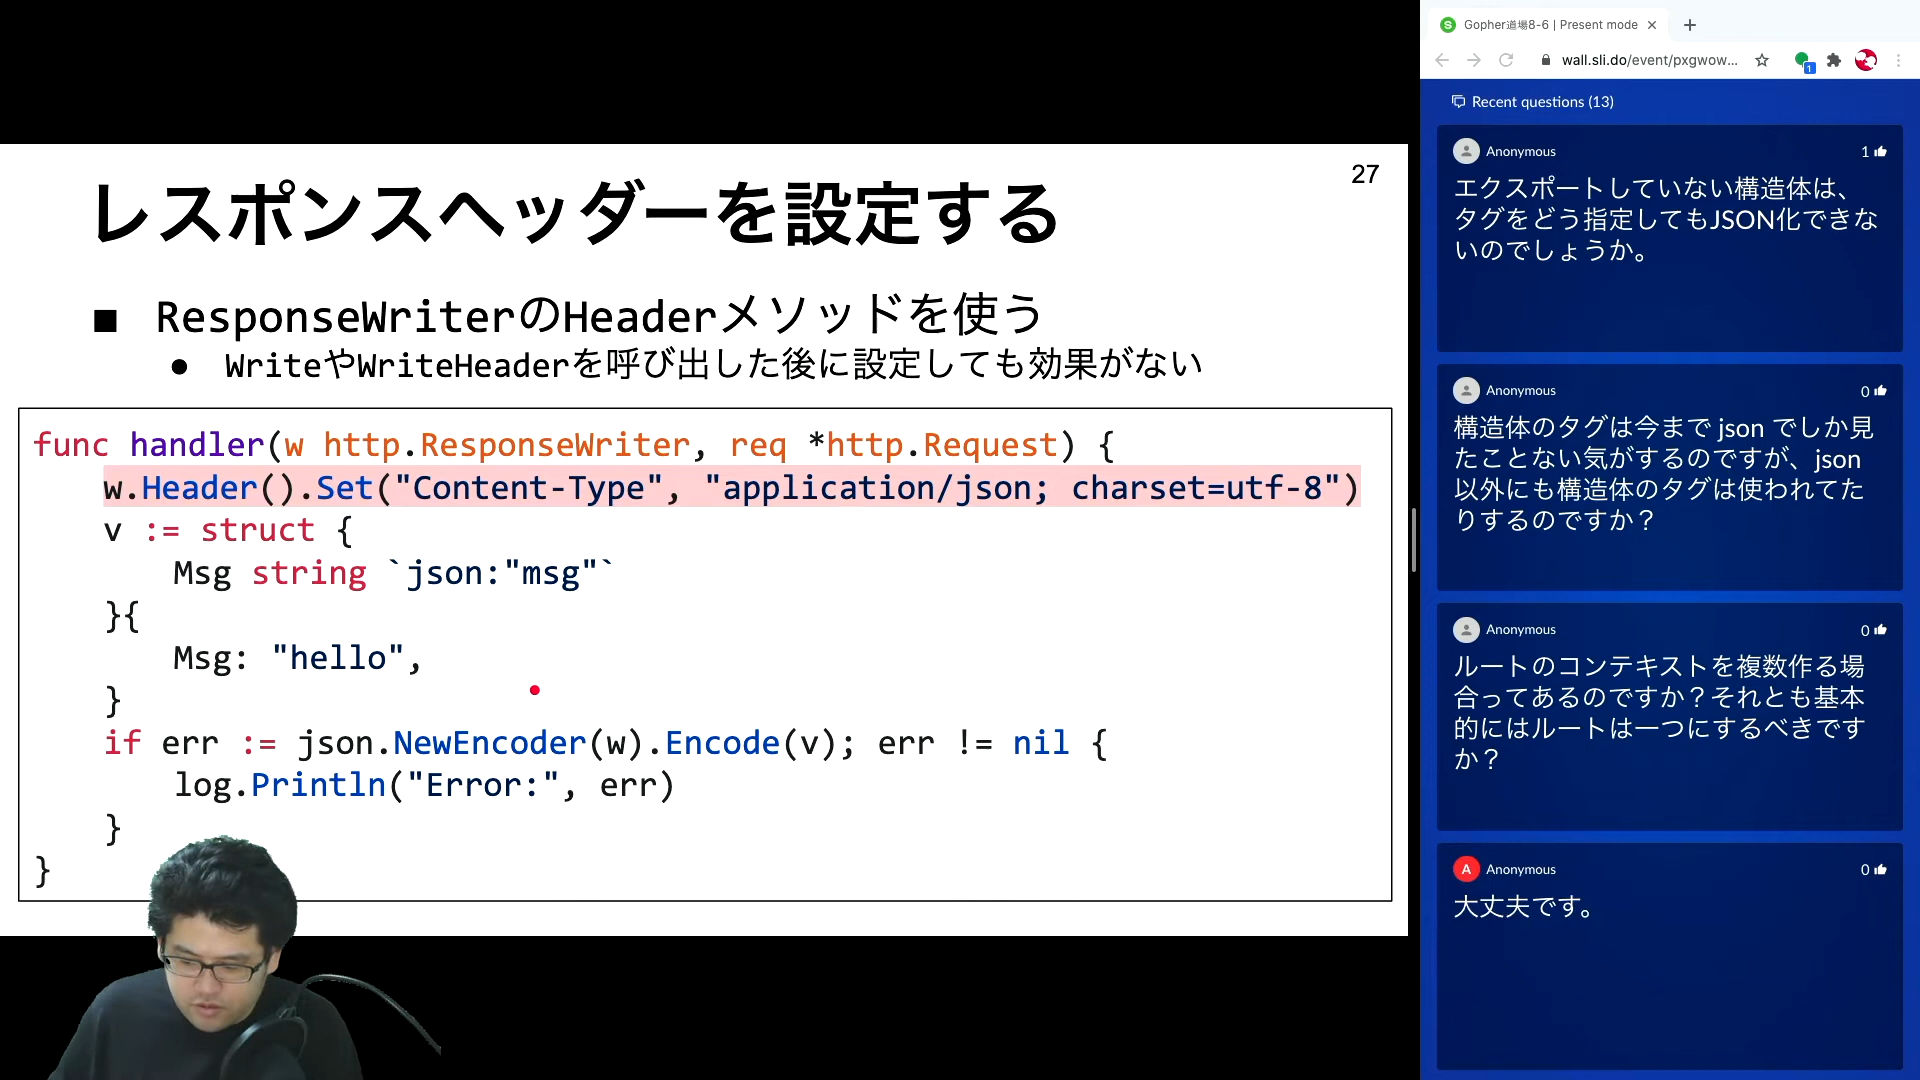 27
レスポンスヘッダーを設定する
■ ResponseWriterのHeaderメソッドを使う
● WriteやWriteHeaderを呼び出した後に設定しても効果がない
func handler(w http.ResponseWriter, req *http.Request) {
w.Header().Set("Content-Type", "application/json; charset=utf-8")
v := struct {
Msg string `json:"msg"`
}{
Msg: "hello",
}
if err := json.NewEncoder(w).Encode(v); err != nil {
log.Println("Error:", err)
}
}
Gopher道場8-6 | Present mode
wall.sli.do/event/pxgwow...
1
Recent questions (13)
Anonymous
1
エクスポートしていない構造体は、
タグをどう指定してもJSON化できな
いのでしょうか。
Anonymous
0
構造体のタグは今まで json でしか見
たことない気がするのですが、json
以外にも構造体のタグは使われてた
りするのですか？
Anonymous
0
ルートのコンテキストを複数作る場
合ってあるのですか？それとも基本
的にはルートは一つにするべきです
か？
A
Anonymous
0
大丈夫です。